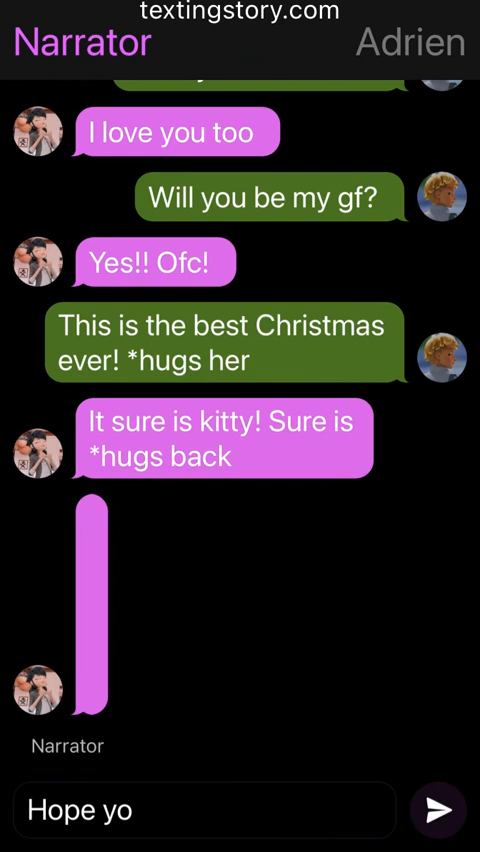 textingstory.com
Narrator
Adrien
I love you too
Will you be my gf?
Yes!! Ofc!
This is the best Christmas
ever! *hugs her
It sure is kitty! Sure is
*hugs back
Narrator
Hope yo